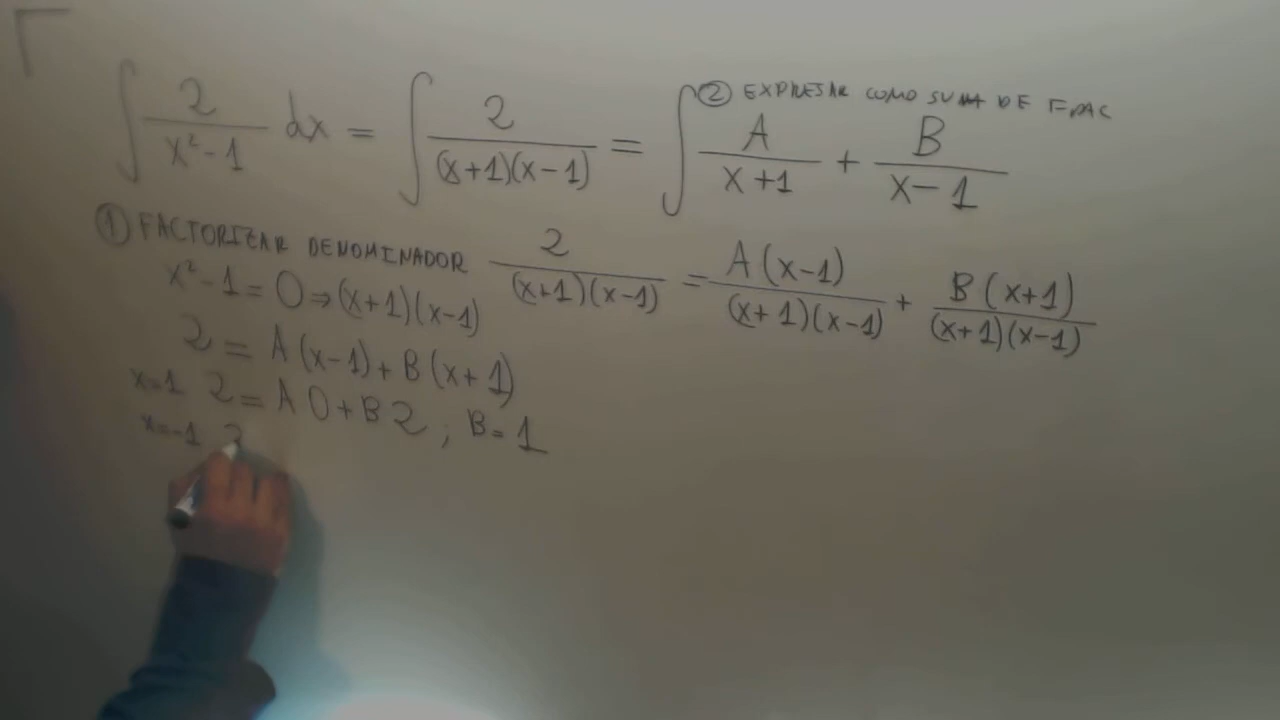 ∫ 2/(x²-1) dx = ∫ 2/((x+1)(x-1)) = ∫ A/(x+1) + B/(x-1)
② EXPRESAR COMO SUMA DE FRAC
① FACTORIZAR DENOMINADOR
x²-1 = 0 ⇒ (x+1)(x-1)
2/((x+1)(x-1)) = A(x-1)/((x+1)(x-1)) + B(x+1)/((x+1)(x-1))
2 = A(x-1) + B(x+1)
x=1 2 = A 0 + B 2 ; B = 1
x=-1 2